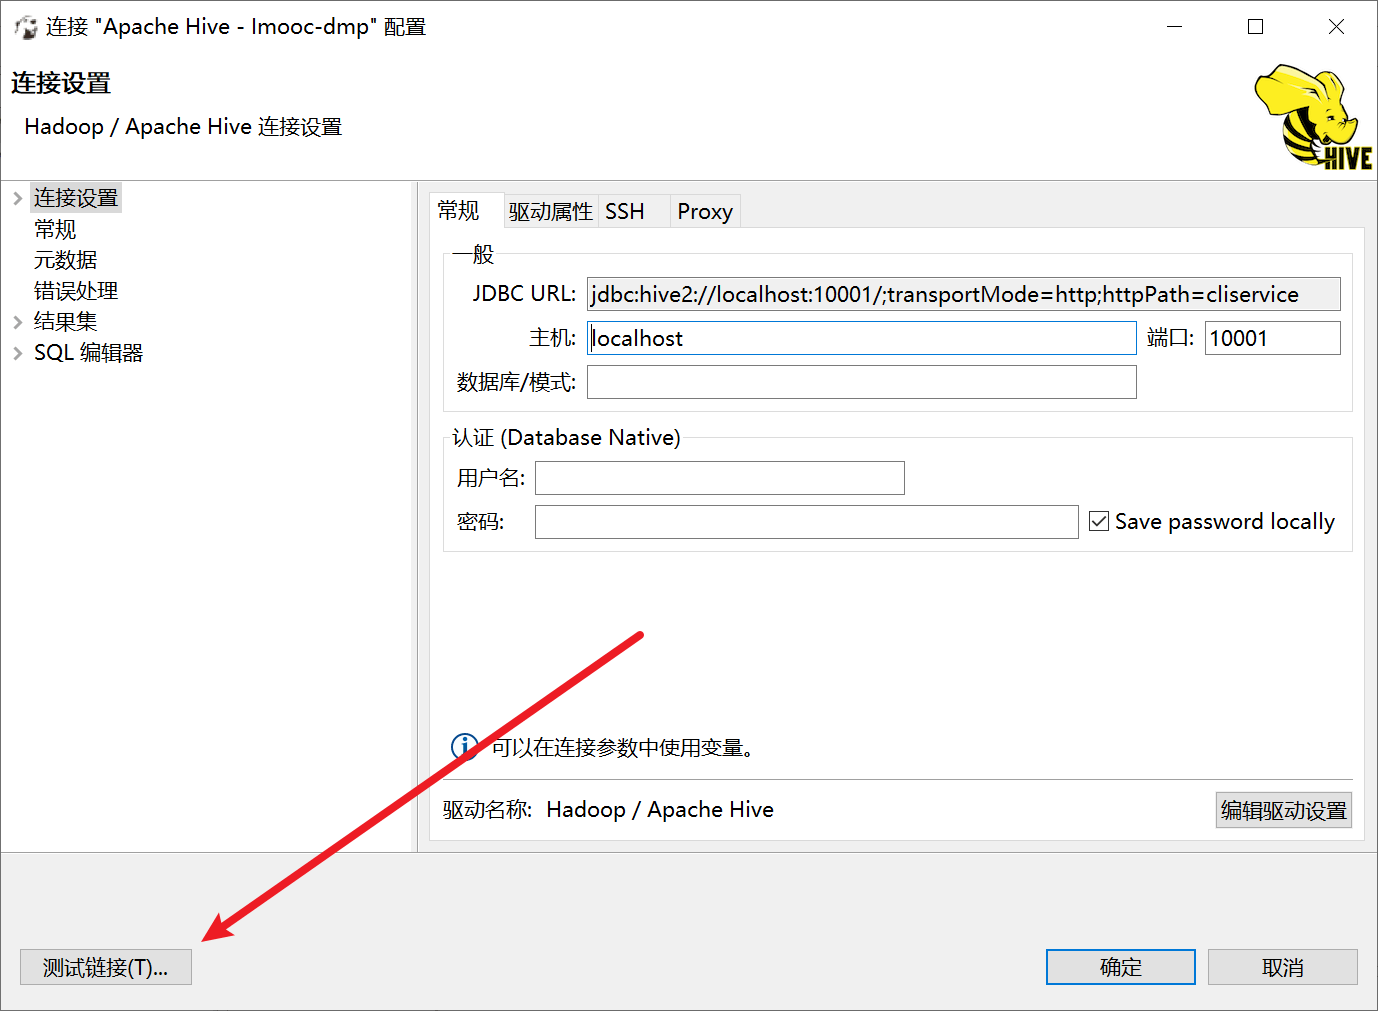 连接 "Apache Hive - Imooc-dmp" 配置
连接设置
Hadoop / Apache Hive 连接设置
HIVE
连接设置
常规
元数据
错误处理
结果集
SQL 编辑器
常规 驱动属性 SSH Proxy
一般
JDBC URL: jdbc:hive2://localhost:10001/;transportMode=http;httpPath=cliservice
主机: localhost 端口: 10001
数据库/模式:
认证 (Database Native)
用户名:
密码: Save password locally
可以在连接参数中使用变量。
驱动名称: Hadoop / Apache Hive 编辑驱动设置
测试链接(T)... 确定 取消